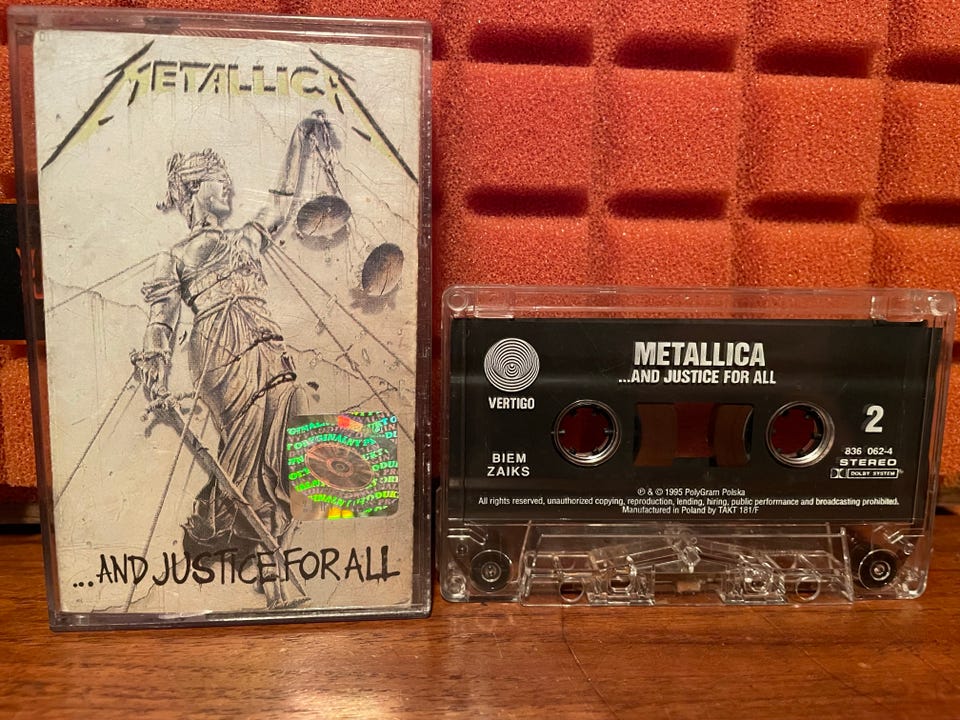 METALLICA
...AND JUSTICE FOR ALL
VERTIGO
BIEM
ZAIKS
METALLICA
...AND JUSTICE FOR ALL
2
836 062-4
STEREO
DOLBY SYSTEM
℗ & © 1995 PolyGram Polska
All rights reserved, unauthorized copying, reproduction, lending, hiring, public performance and broadcasting prohibited.
Manufactured in Poland by TAKT 181/F